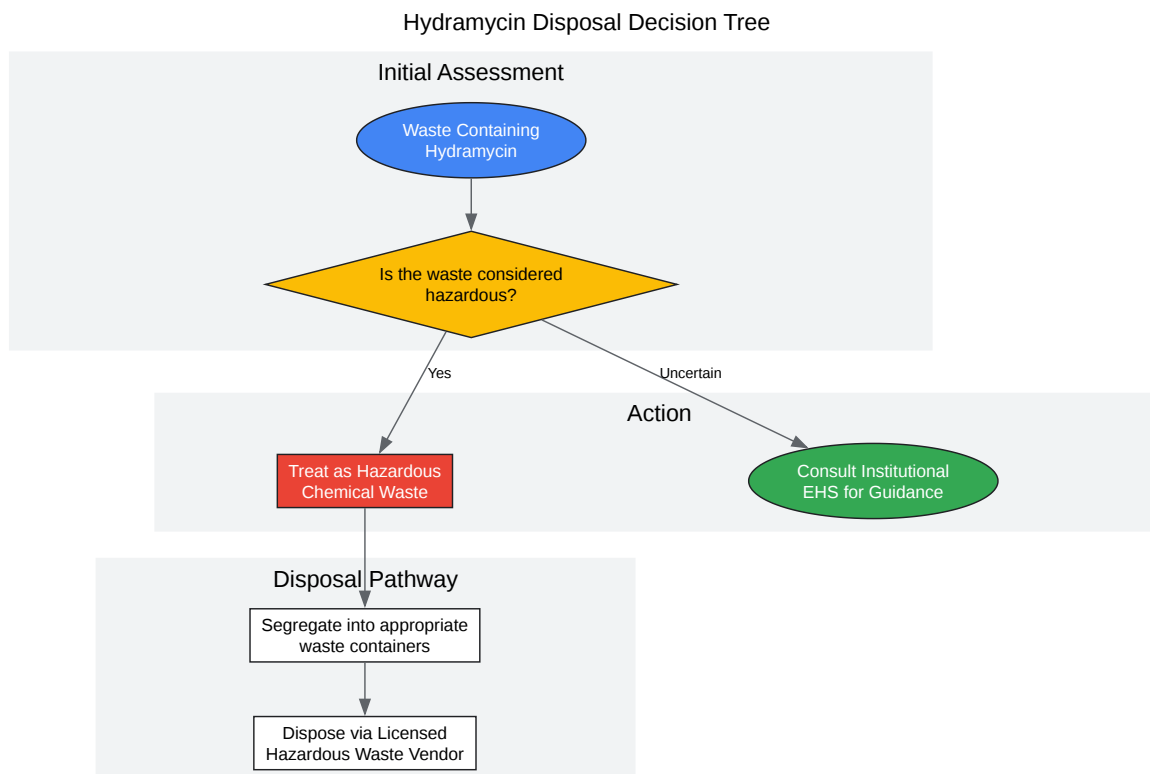 Hydramycin Disposal Decision Tree
Initial Assessment
Waste Containing
Hydramycin
Is the waste considered
hazardous?
Yes
Uncertain
Action
Treat as Hazardous
Chemical Waste
Consult Institutional
EHS for Guidance
Disposal Pathway
Segregate into appropriate
waste containers
Dispose via Licensed
Hazardous Waste Vendor